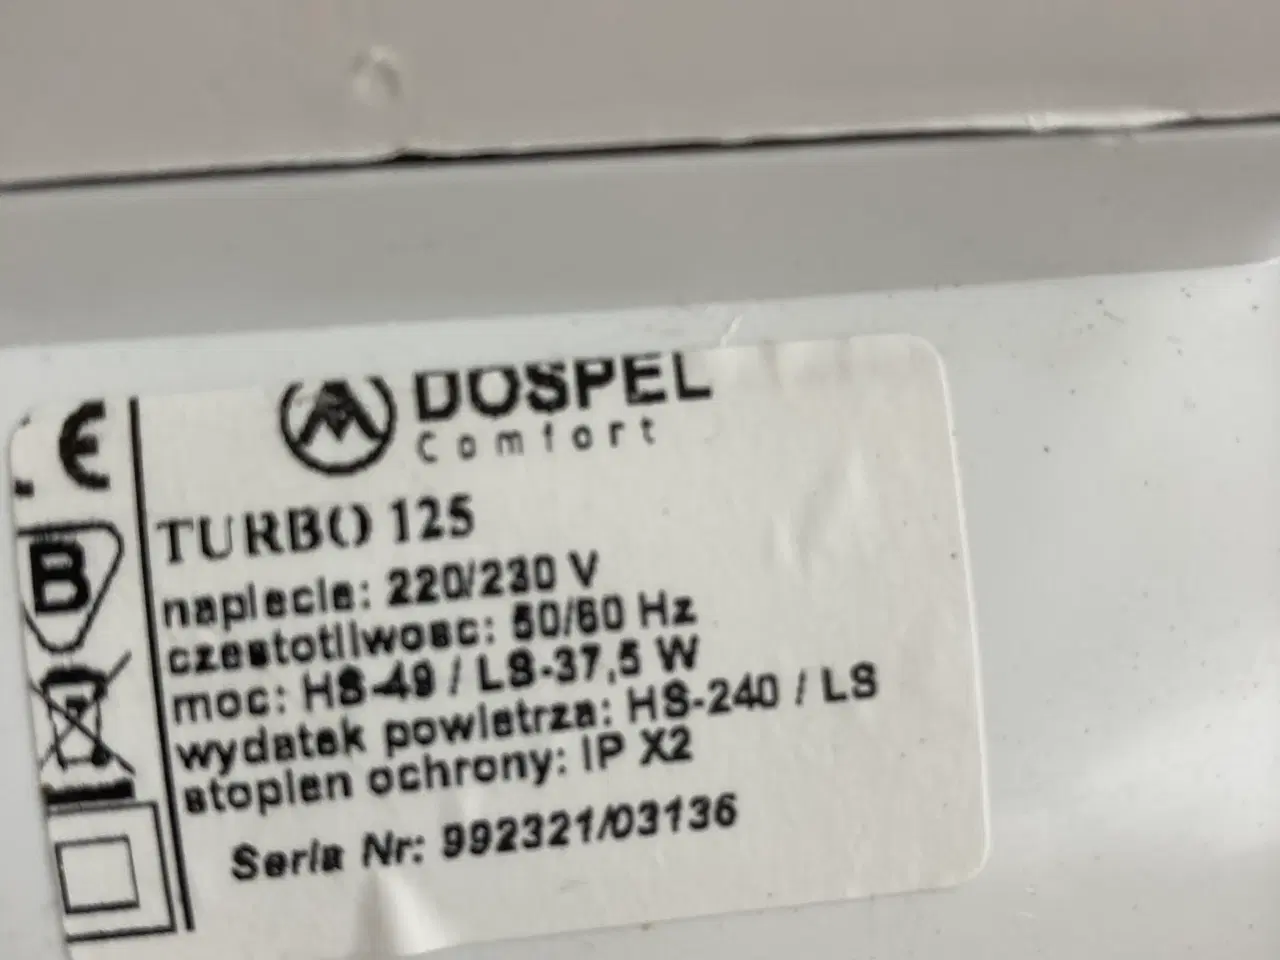 CE
DOSPEL
Comfort
TURBO 125
B
napiecie: 220/230 V
czestotliwosc: 50/60 Hz
moc: HS-49 / LS-37,5 W
wydatek powietrza: HS-240 / LS
stopien ochrony: IP X2
Seria Nr: 992321/03136